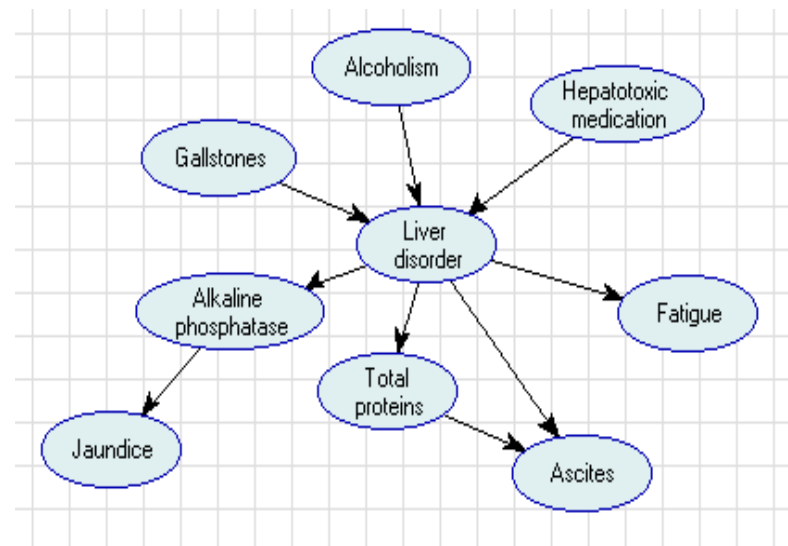 Alcoholism
Hepatotoxic
medication
Gallstones
Liver
disorder
Alkaline
phosphatase
Fatigue
Total
proteins
Jaundice
Ascites